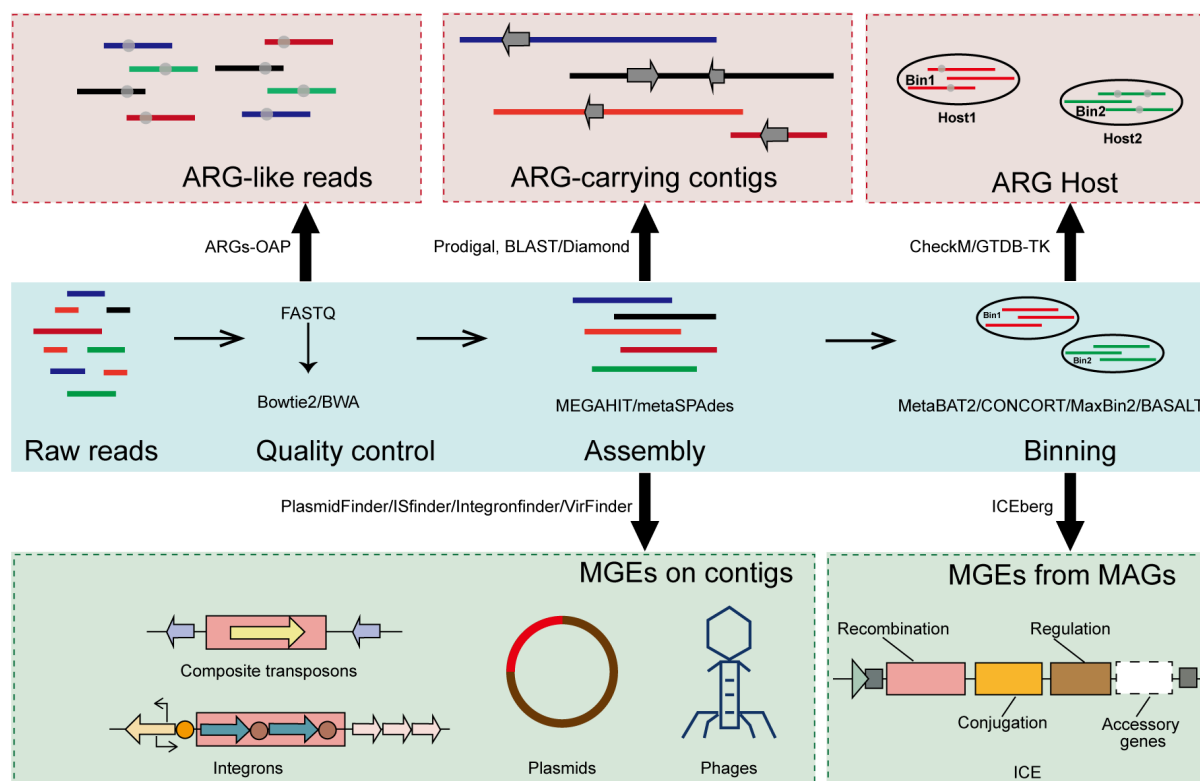 Bin1
Host1
Bin2
Host2
ARG-like reads
ARG-carrying contigs
ARG Host
ARGs-OAP
Prodigal, BLAST/Diamond
CheckM/GTDB-TK
FASTQ
Bowtie2/BWA
MEGAHIT/metaSPAdes
Bin1
Bin2
MetaBAT2/CONCORT/MaxBin2/BASALT
Raw reads
Quality control
Assembly
Binning
PlasmidFinder/ISfinder/Integronfinder/VirFinder
ICEberg
MGEs on contigs
Composite transposons
Integrons
Plasmids
Phages
MGEs from MAGs
Recombination
Regulation
Conjugation
Accessory
genes
ICE